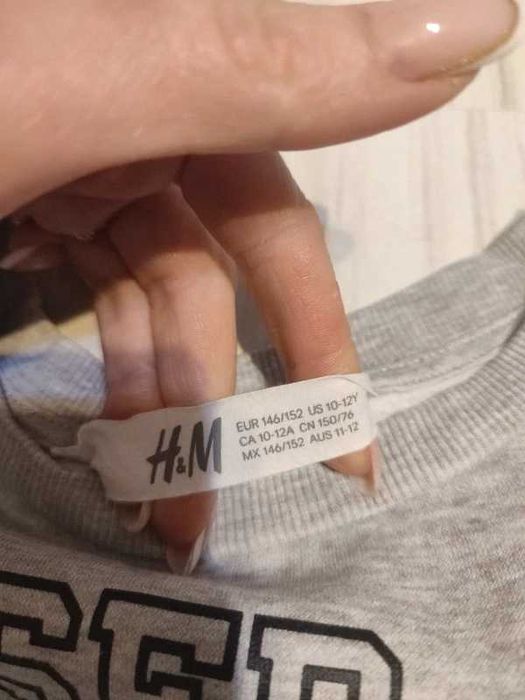 H&M
EUR 146/152 US 10-12Y
CA 10-12A CN 150/76
MX 146/152 AUS 11-12